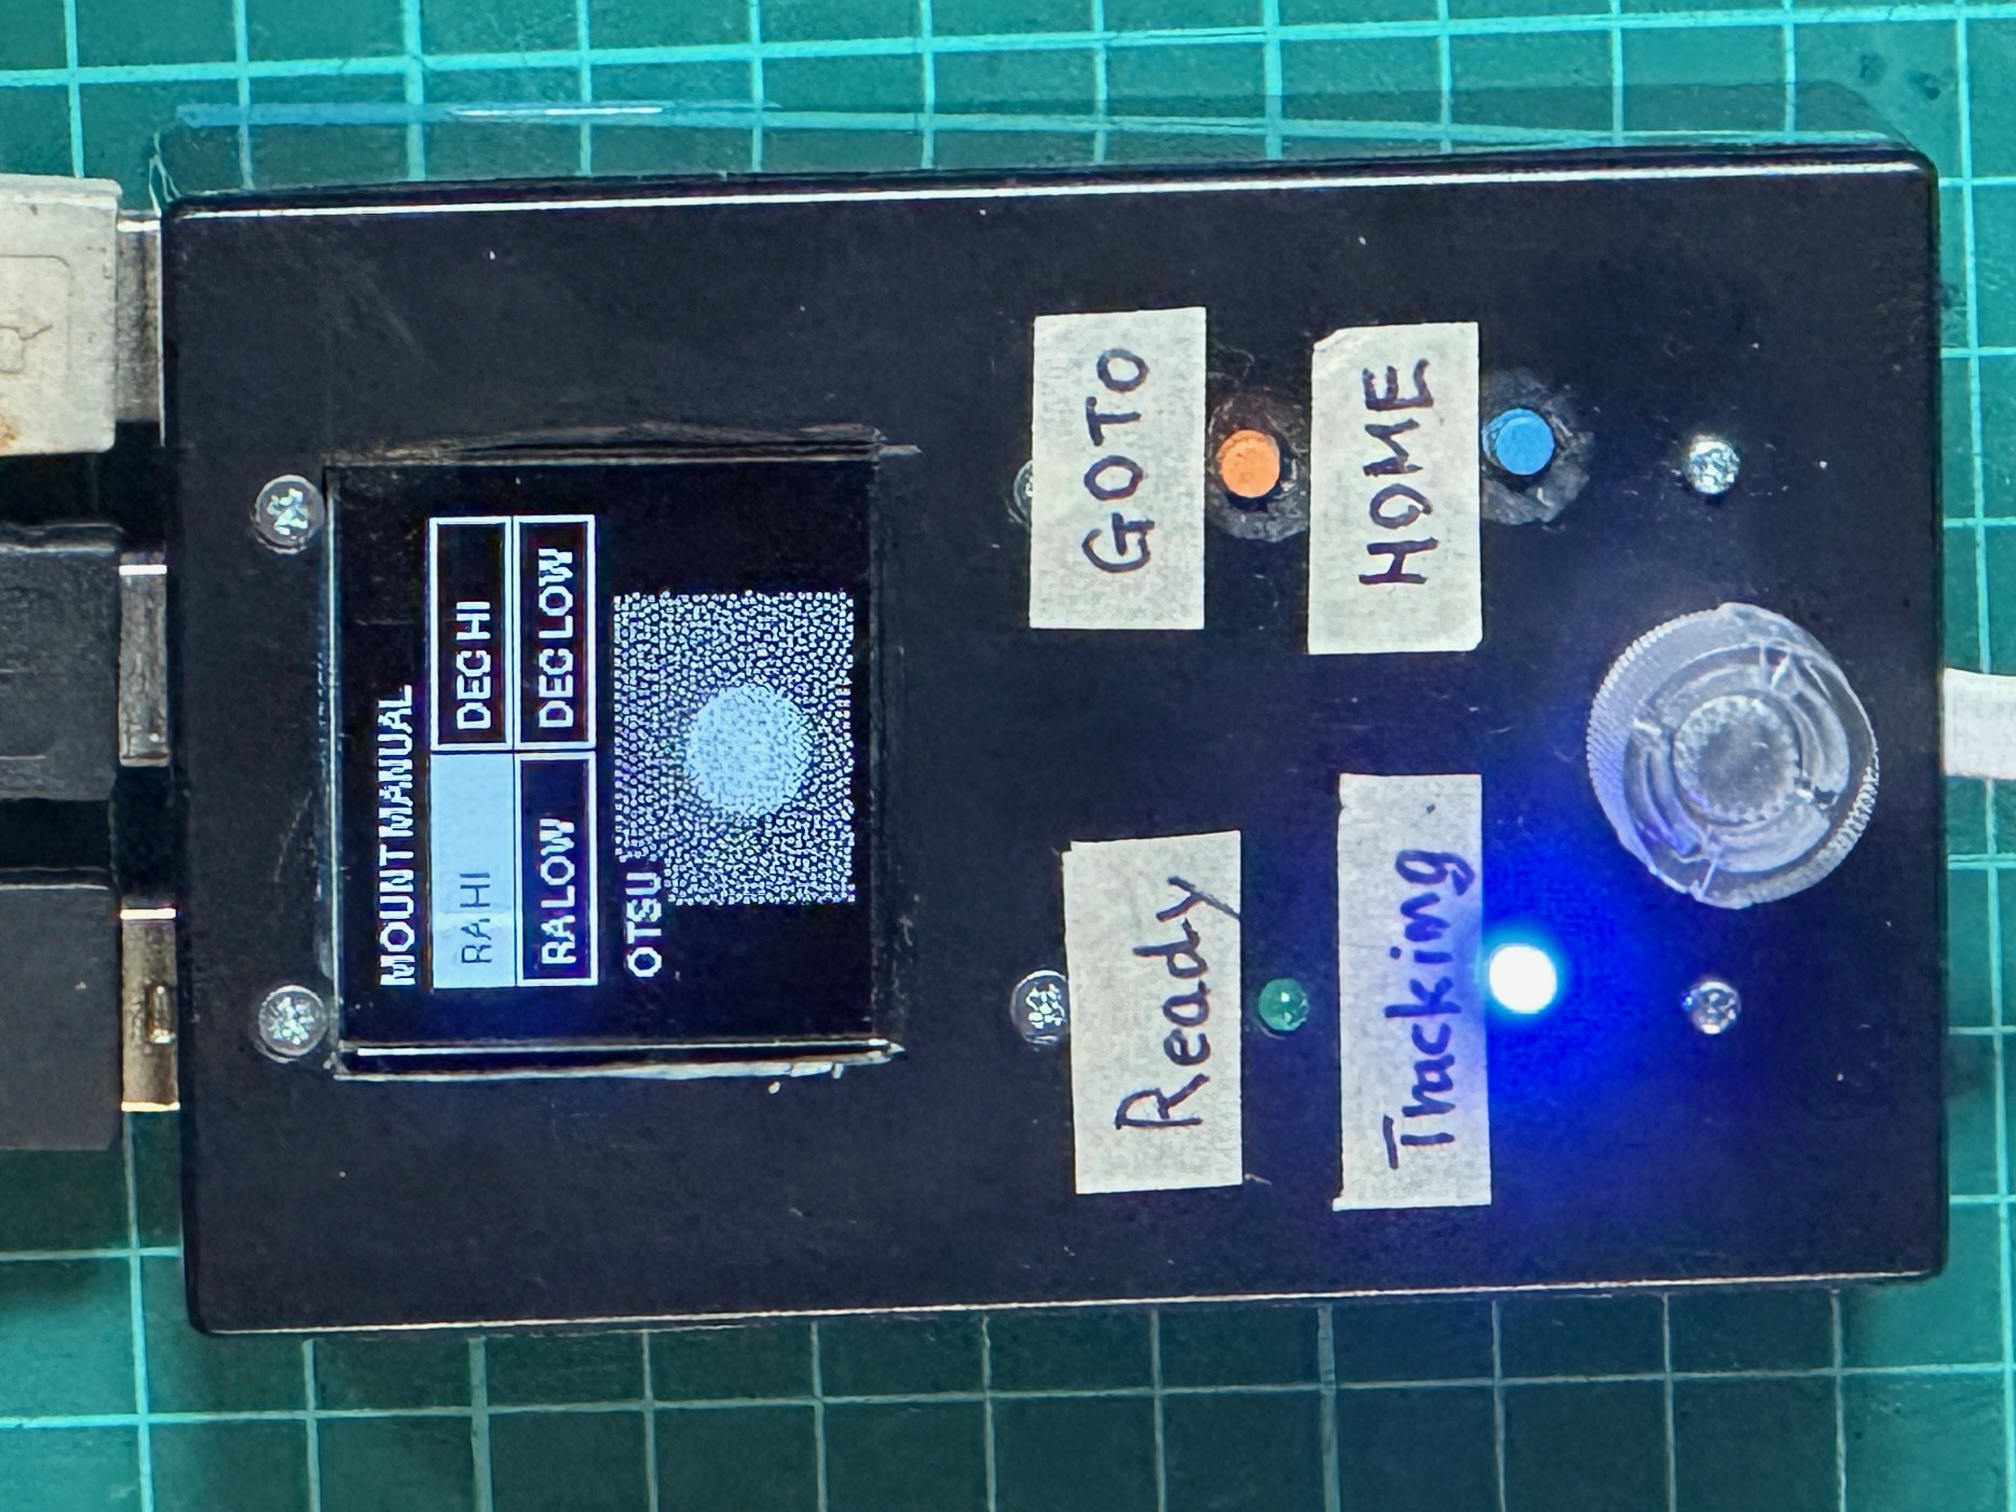 MOUNT MANUAL
RA HI DEC HI
RA LOW DEC LOW
OTSU
Ready GOTO
Tracking HOME